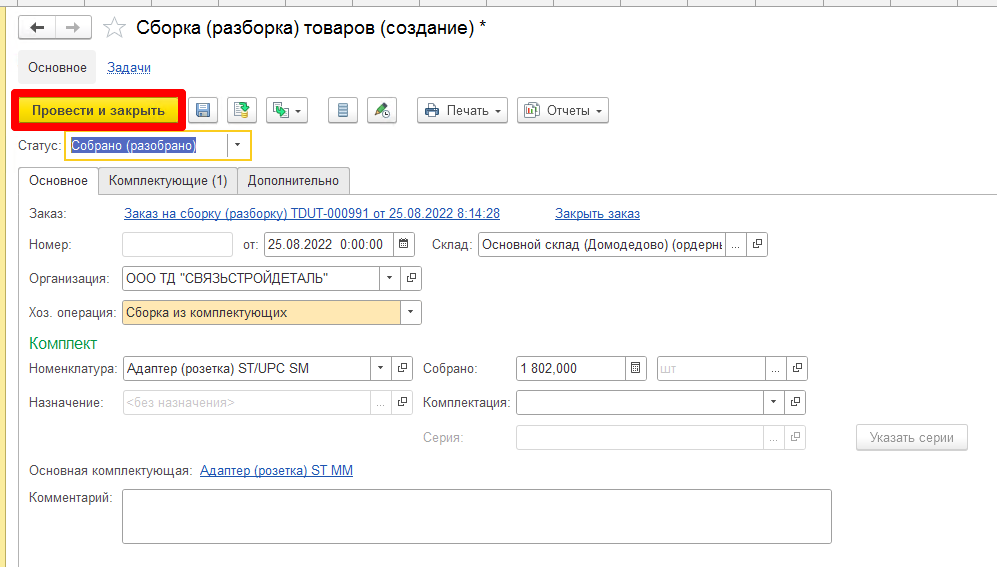 Сборка (разборка) товаров (создание) *
Основное Задачи
Провести и закрыть Печать Отчеты
Статус: Собрано (разобрано)
Основное Комплектующие (1) Дополнительно
Заказ: Заказ на сборку (разборку) TDUT-000991 от 25.08.2022 8:14:28 Закрыть заказ
Номер: от: 25.08.2022 0:00:00 Склад: Основной склад (Домодедово) (ордерн
Организация: ООО ТД "СВЯЗЬСТРОЙДЕТАЛЬ"
Хоз. операция: Сборка из комплектующих
Комплект
Номенклатура: Адаптер (розетка) ST/UPC SM Собрано: 1 802,000 шт ...
Назначение: <без назначения> ... Комплектация:
Серия: ... Указать серии
Основная комплектующая: Адаптер (розетка) ST MM
Комментарий: